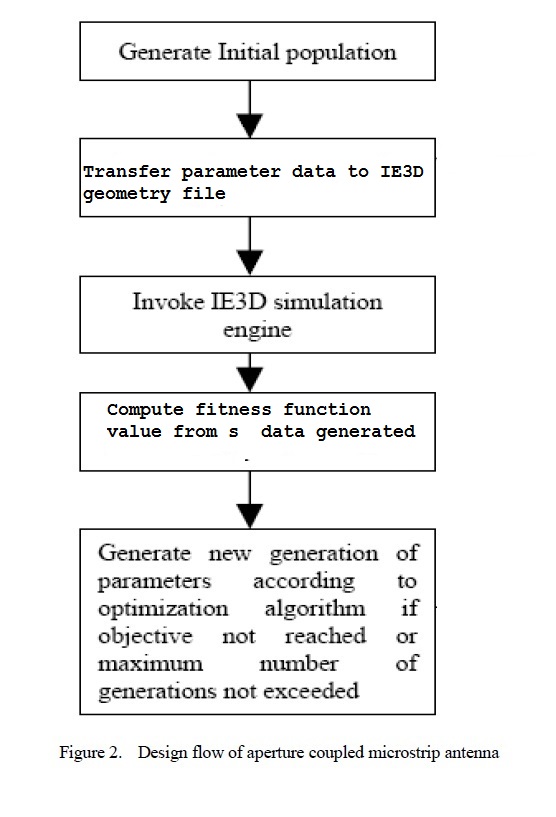 Generate Initial population
Transfer parameter data to IE3D
geometry file
Invoke IE3D simulation
engine
Compute fitness function
value from s data generated
.
Generate new generation of
parameters according to
optimization algorithm if
objective not reached or
maximum number of
generations not exceeded
Figure 2. Design flow of aperture coupled microstrip antenna